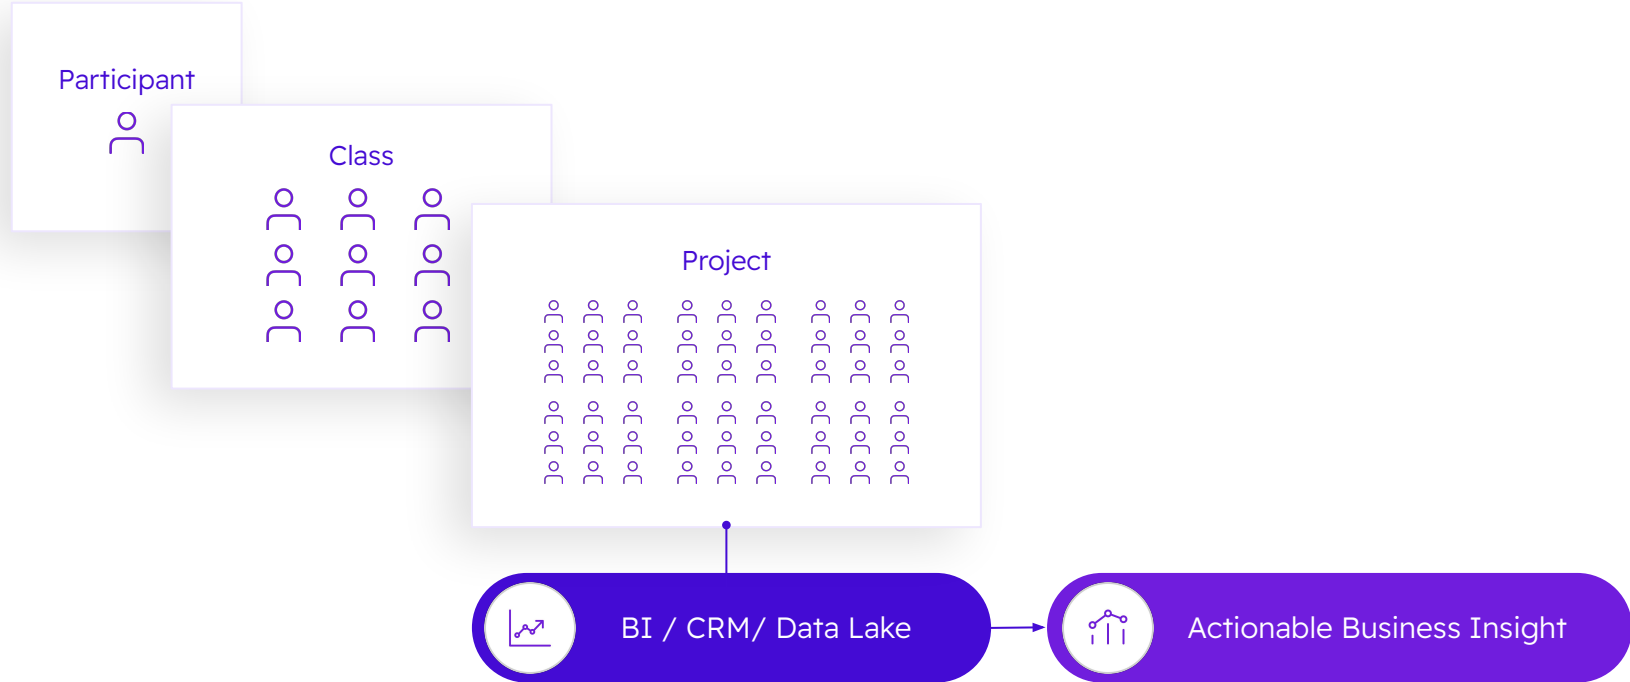 Participant
Class
Project
BI / CRM/ Data Lake
Actionable Business Insight